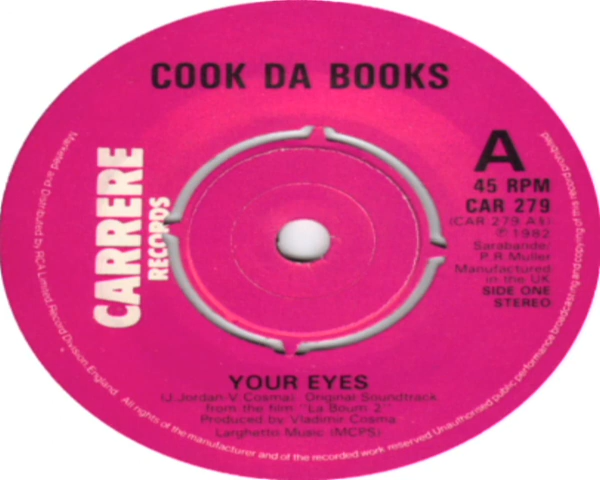 COOK DA BOOKS
CARRERE
RECORDS
A
45 RPM
CAR 279
(CAR 279 A)
℗ 1982
Sarabande/
P.R.Muller
Manufactured
in the UK
SIDE ONE
STEREO
YOUR EYES
(J.Jordan-V.Cosma) Original Soundtrack
from the film "La Boum 2"
Produced by Vladimir Cosma
Larghetto Music (MCPS)
Marketed and Distributed by RCA Limited Record Division, England. All rights of the manufacturer and of the recorded work reserved Unauthorised public performance broadcasting and copying of this record prohibited